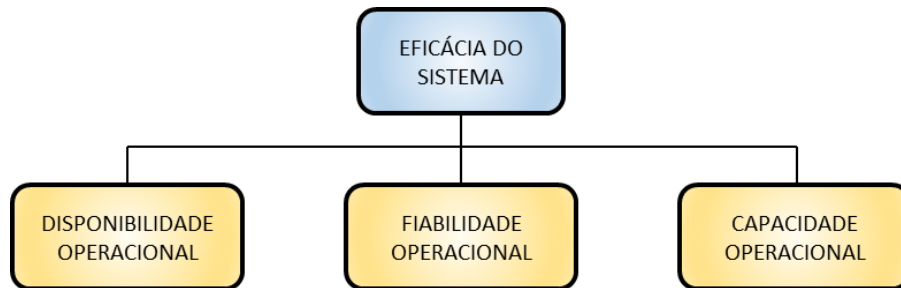 EFICÁCIA DO
SISTEMA
DISPONIBILIDADE
OPERACIONAL
FIABILIDADE
OPERACIONAL
CAPACIDADE
OPERACIONAL